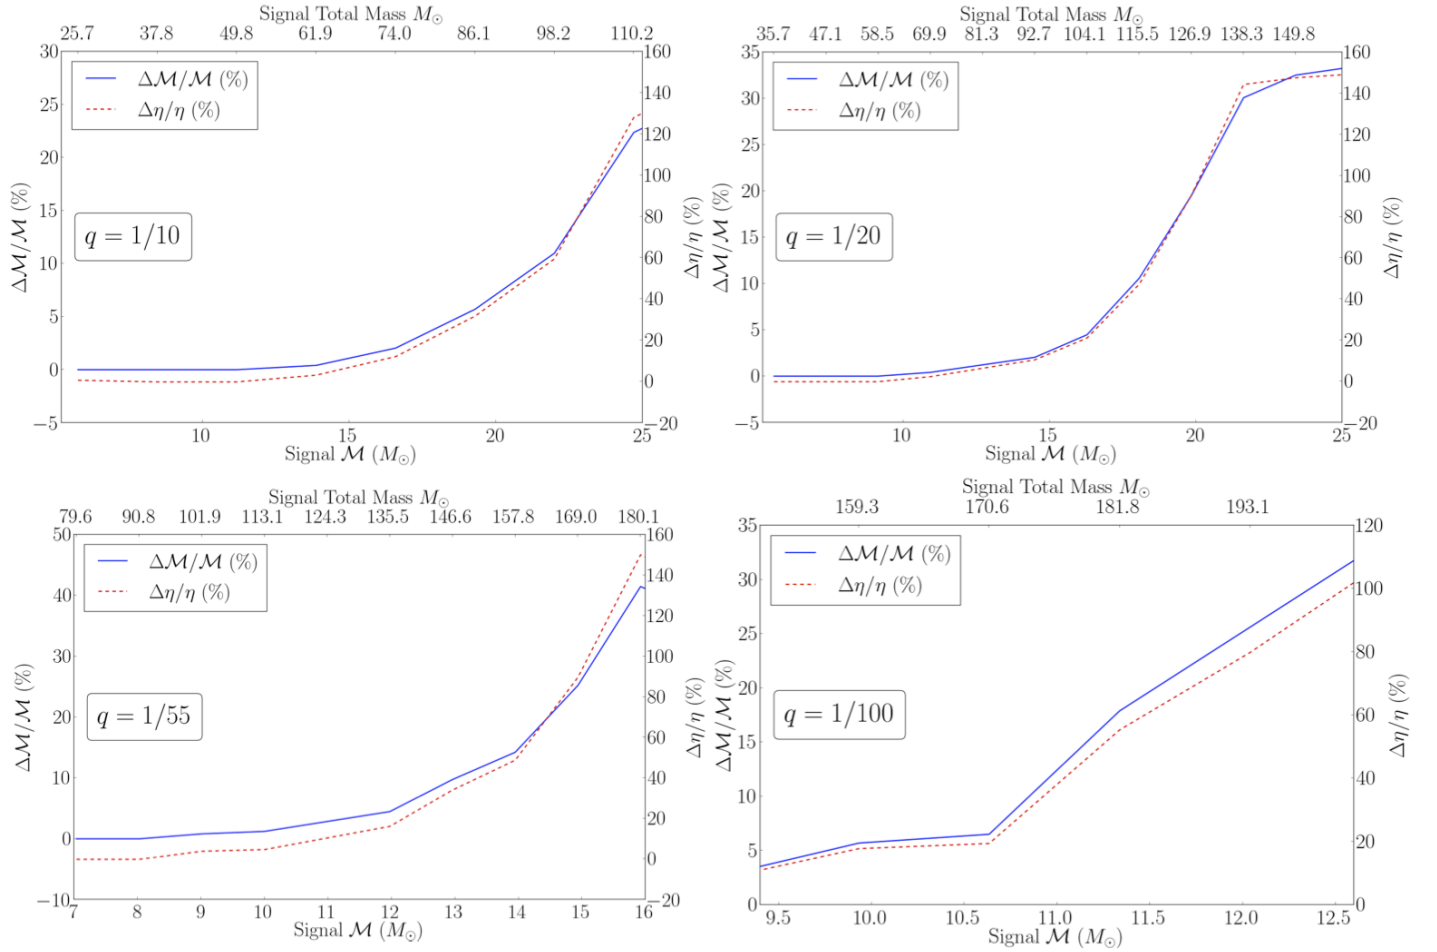 Signal Total Mass M⊙
25.7 37.8 49.8 61.9 74.0 86.1 98.2 110.2
30 25 20 15 10 5 0 −5
160 140 120 100 80 60 40 20 0 −20
ΔM/M (%)
Δη/η (%)
q = 1/10
ΔM/M (%)
Δη/η (%)
10 15 20 25
Signal M (M⊙)
Signal Total Mass M⊙
35.7 47.1 58.5 69.9 81.3 92.7 104.1 115.5 126.9 138.3 149.8
35 30 25 20 15 10 5 0 −5
160 140 120 100 80 60 40 20 0 −20
ΔM/M (%)
Δη/η (%)
q = 1/20
ΔM/M (%)
Δη/η (%)
10 15 20 25
Signal M (M⊙)
Signal Total Mass M⊙
79.6 90.8 101.9 113.1 124.3 135.5 146.6 157.8 169.0 180.1
50 40 30 20 10 0 −10
160 140 120 100 80 60 40 20 0 −20
ΔM/M (%)
Δη/η (%)
q = 1/55
ΔM/M (%)
Δη/η (%)
7 8 9 10 11 12 13 14 15 16
Signal M (M⊙)
Signal Total Mass M⊙
159.3 170.6 181.8 193.1
35 30 25 20 15 10 5 0
120 100 80 60 40 20 0
ΔM/M (%)
Δη/η (%)
q = 1/100
ΔM/M (%)
Δη/η (%)
9.5 10.0 10.5 11.0 11.5 12.0 12.5
Signal M (M⊙)